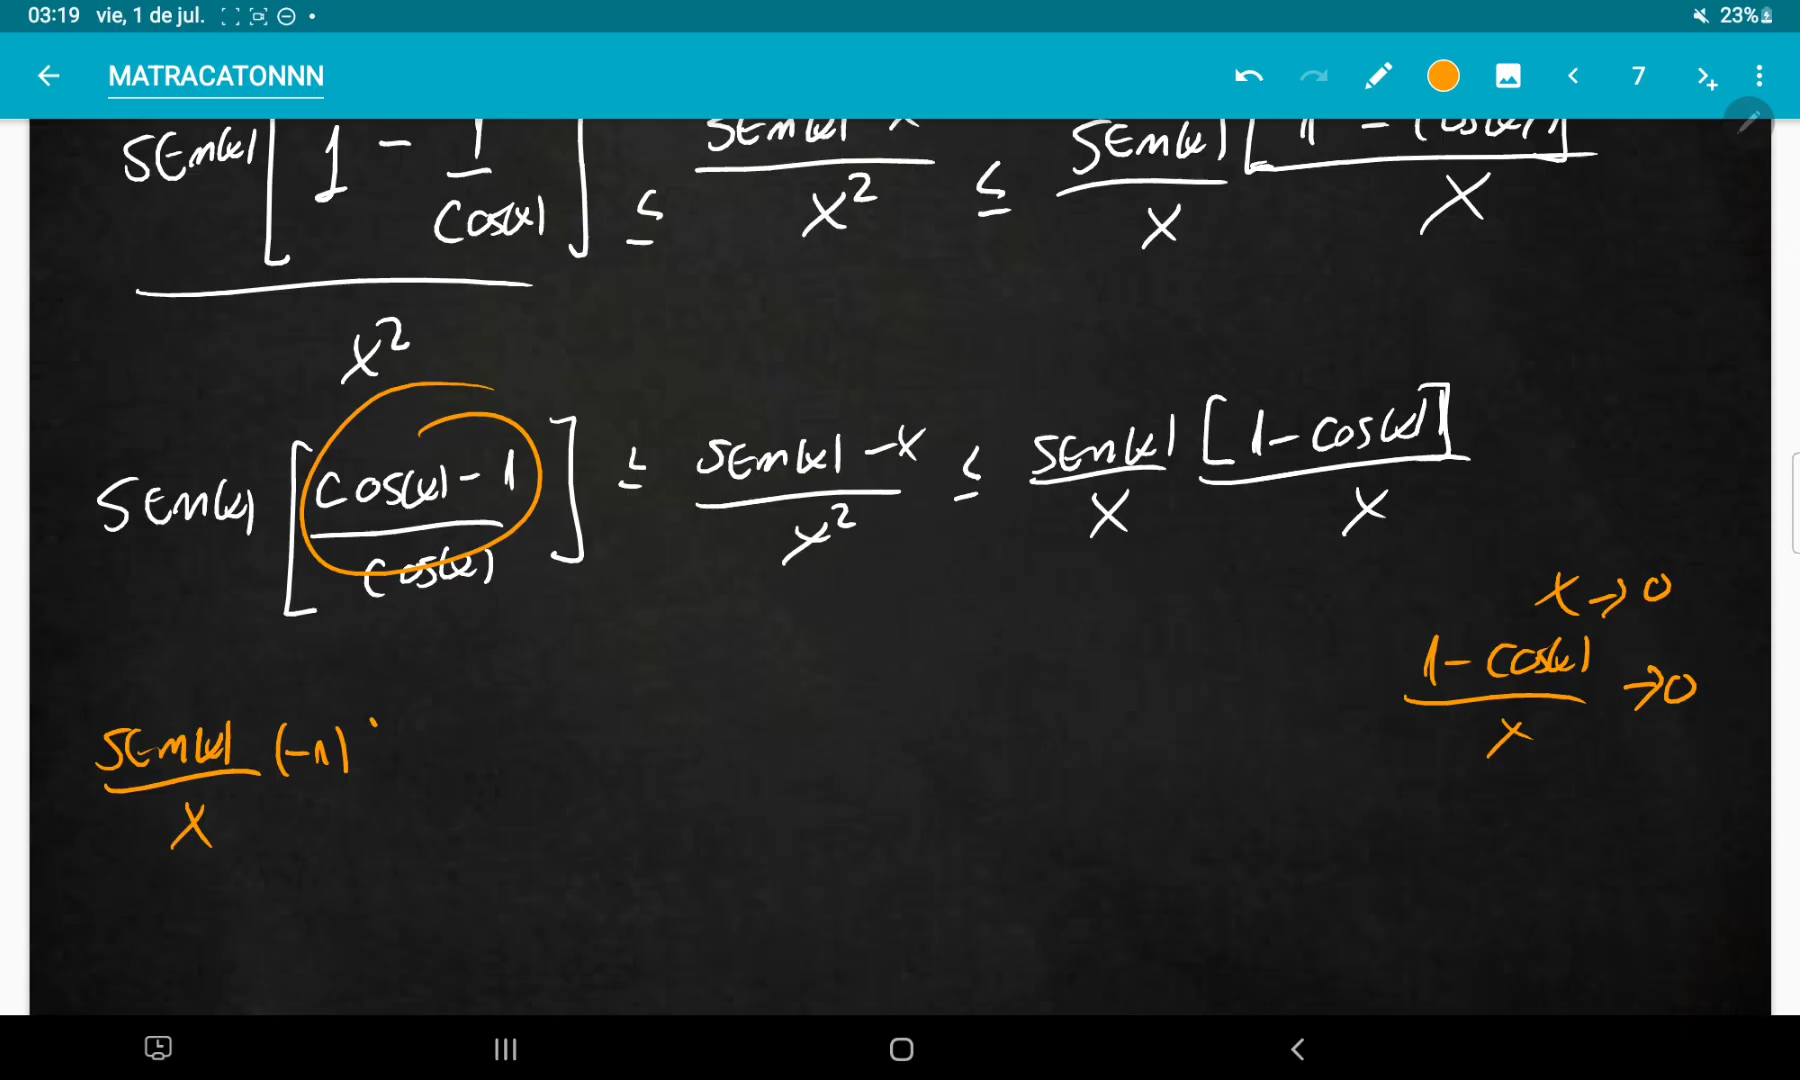 03:19 vie, 1 de jul. 23%
MATRACATONNN 7
SEn(x) [1 - 1/Cos(x)] / x² ≤ SEn(x) - x / x² ≤ SEn(x)/x [1 - Cos(x)]/x
SEn(x) [Cos(x) - 1 / Cos(x)] ≤ SEn(x) - x / x² ≤ SEn(x)/x [1 - Cos(x)]/x
x → 0
1 - Cos(x) / x → 0
SEn(x)/x (-1)